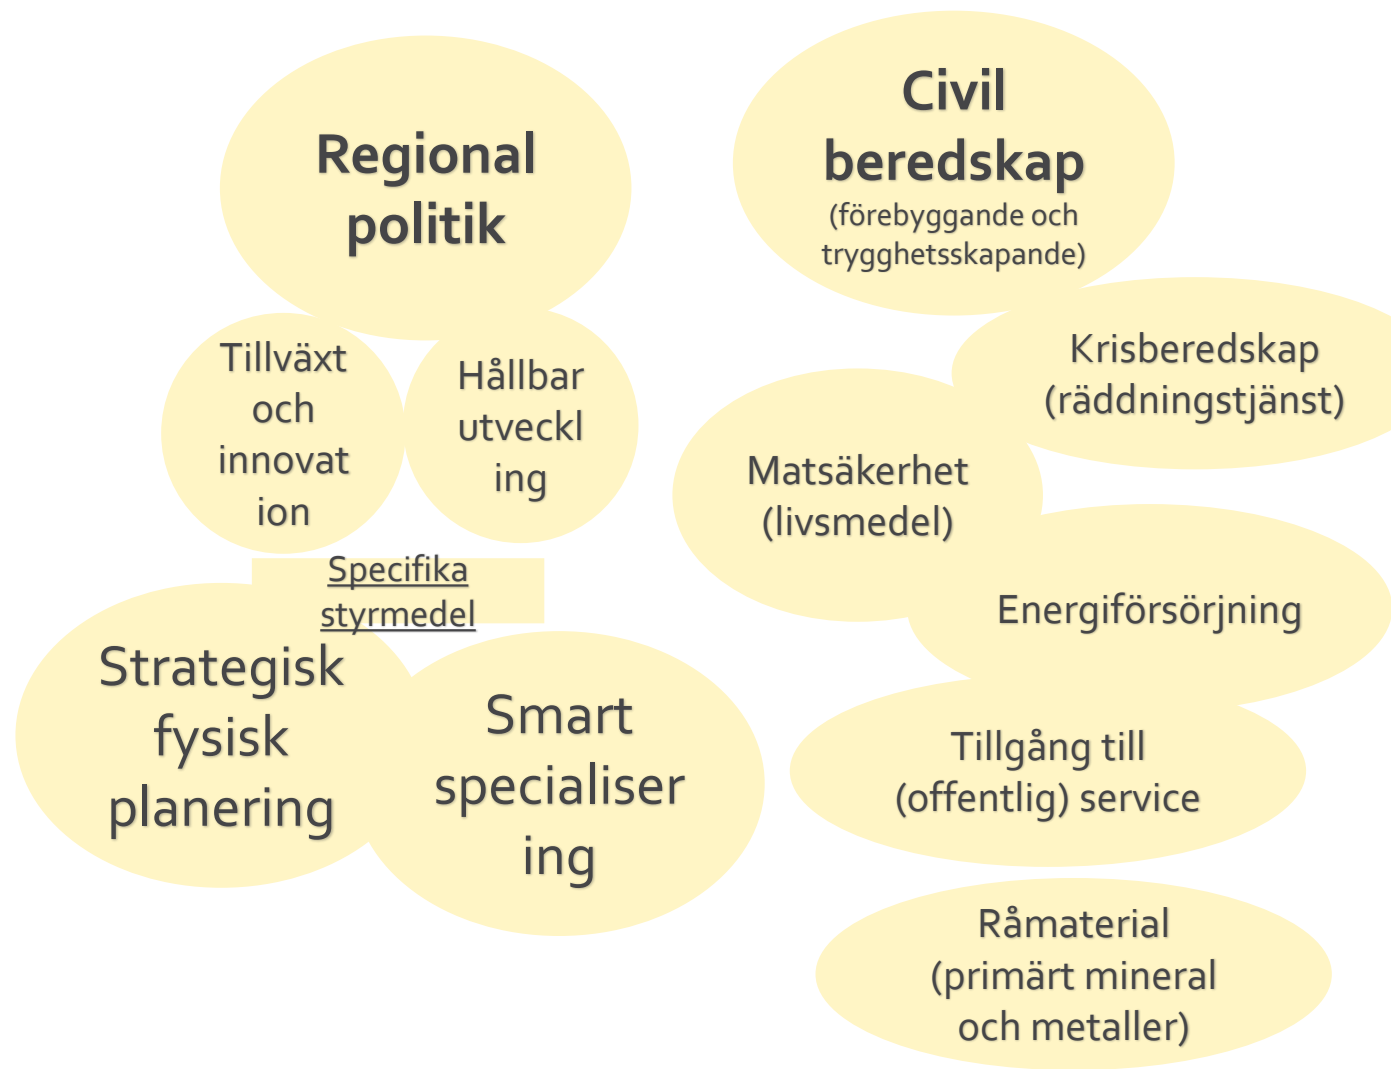 Regional
politik
Tillväxt
och
innovat
ion
Hållbar
utveckl
ing
Specifika
styrmedel
Strategisk
fysisk
planering
Smart
specialiser
ing
Civil
beredskap
(förebyggande och
trygghetsskapande)
Krisberedskap
(räddningstjänst)
Matsäkerhet
(livsmedel)
Energiförsörjning
Tillgång till
(offentlig) service
Råmaterial
(primärt mineral
och metaller)